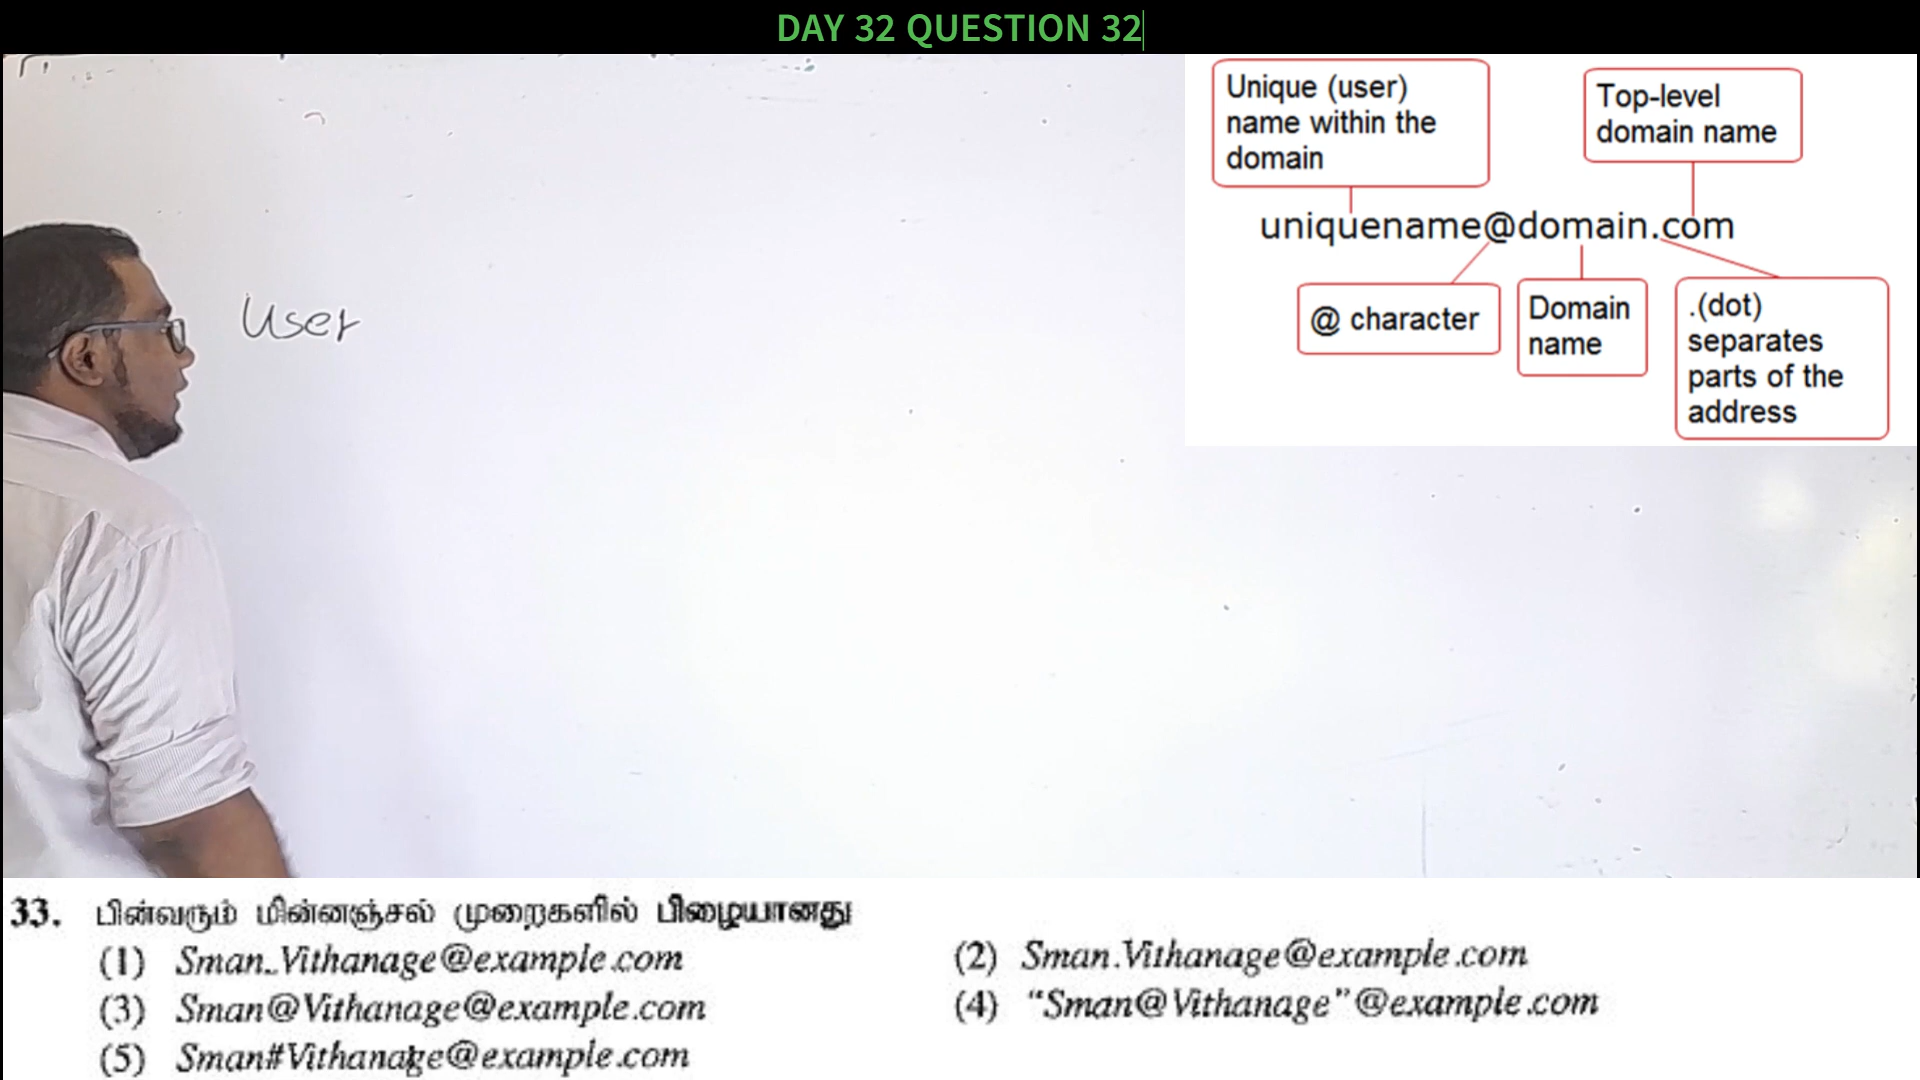 DAY 32 QUESTION 32
Unique (user)
name within the
domain
Top-level
domain name
uniquename@domain.com
@ character
Domain
name
.(dot)
separates
parts of the
address
User
33. பின்வரும் மின்னஞ்சல் முறைகளில் பிழையானது
(1) Sman_Vithanage@example.com
(2) Sman.Vithanage@example.com
(3) Sman@Vithanage@example.com
(4) “Sman@Vithanage”@example.com
(5) Sman#Vithanage@example.com